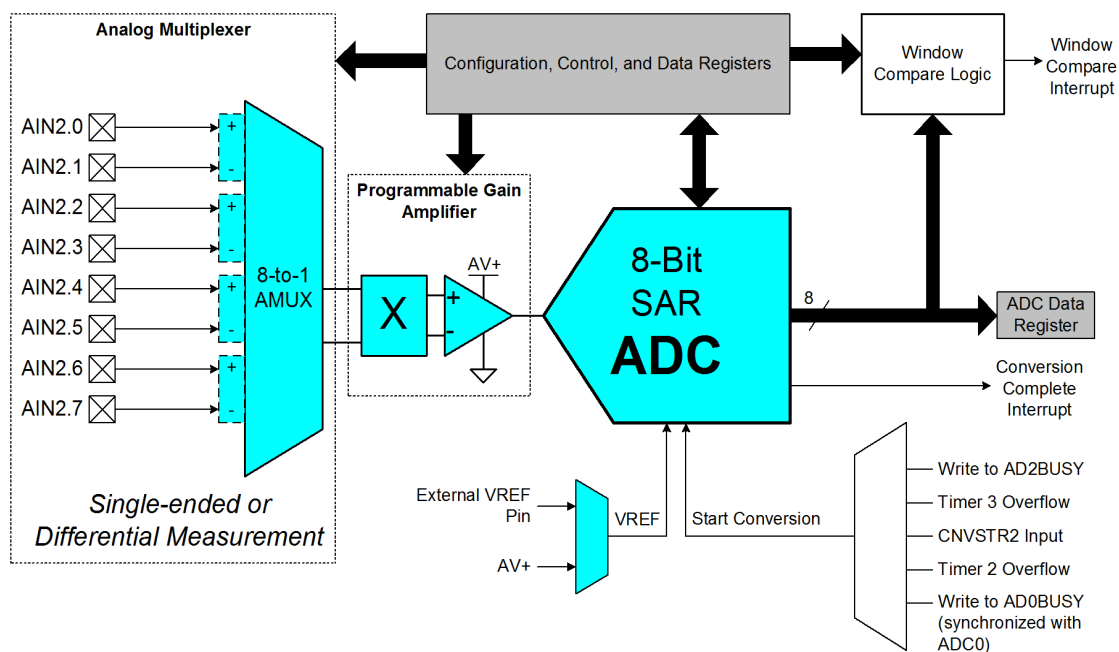 Analog Multiplexer
Configuration, Control, and Data Registers
Window
Compare Logic
Window
Compare
Interrupt
AIN2.0
+
AIN2.1
-
AIN2.2
+
AIN2.3
-
AIN2.4
+
AIN2.5
-
AIN2.6
+
AIN2.7
-
8-to-1
AMUX
Single-ended or
Differential Measurement
Programmable Gain
Amplifier
X
+
-
AV+
8-Bit
SAR
ADC
8
ADC Data
Register
Conversion
Complete
Interrupt
External VREF
Pin
AV+
VREF
Start Conversion
Write to AD2BUSY
Timer 3 Overflow
CNVSTR2 Input
Timer 2 Overflow
Write to AD0BUSY
(synchronized with
ADC0)